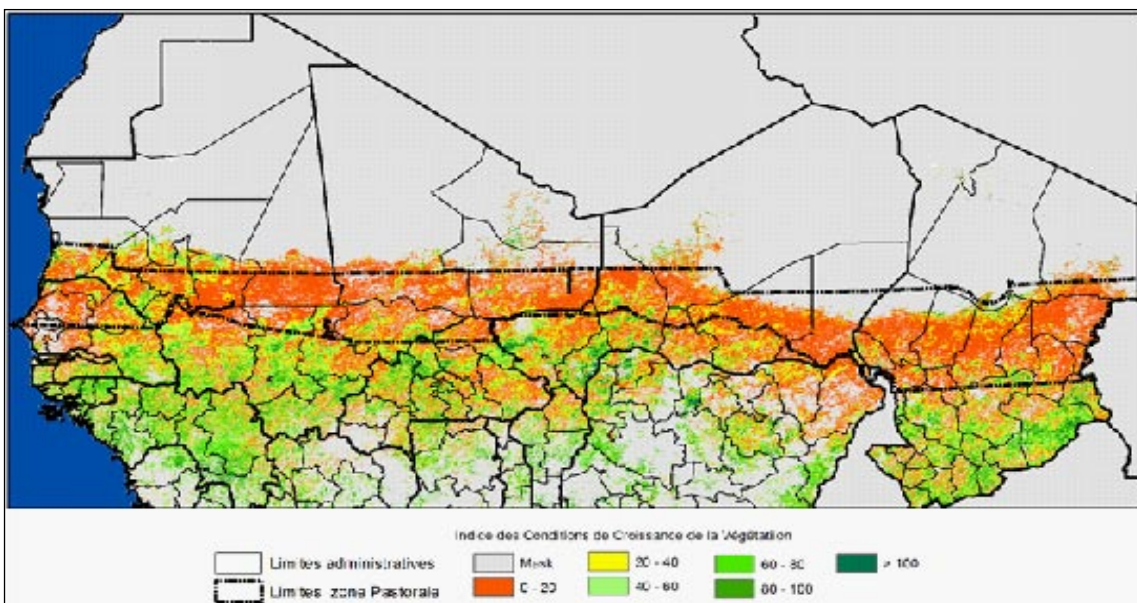 Indice des Conditions de Croissance de la Végétation
Limites administratives
Limites zone Pastorale
Mask
0 - 20
20 - 40
40 - 60
60 - 80
80 - 100
> 100